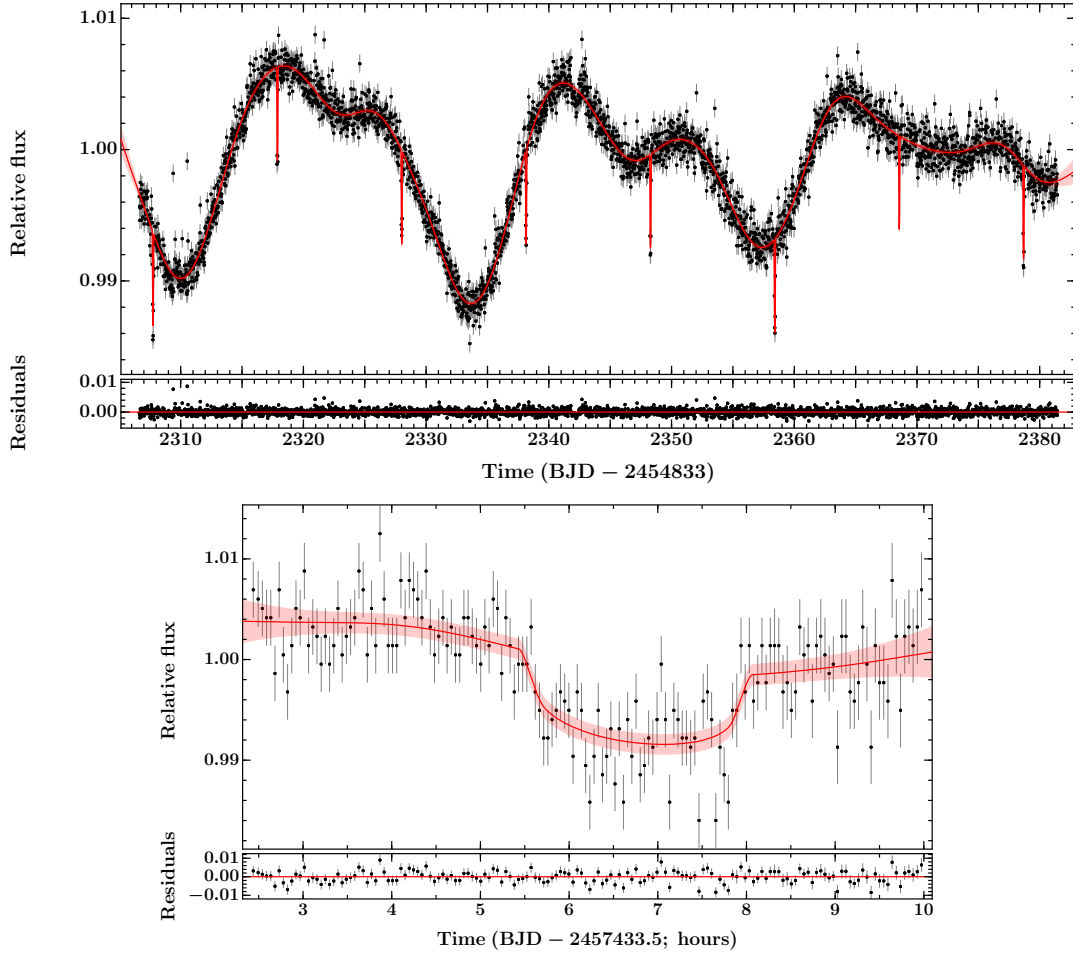 1.01
1.00
0.99
Relative flux
0.01
0.00
Residuals
2310 2320 2330 2340 2350 2360 2370 2380
Time (BJD − 2454833)
1.01
1.00
0.99
Relative flux
0.01
0.00
−0.01
Residuals
3 4 5 6 7 8 9 10
Time (BJD − 2457433.5; hours)